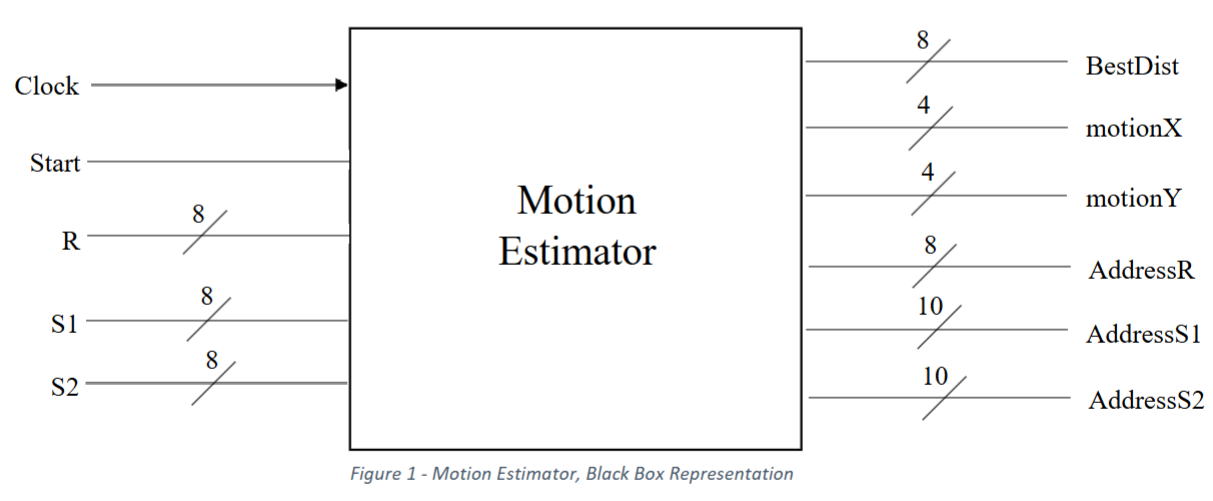 Clock
Start
8
R
8
S1
8
S2
Motion
Estimator
8
BestDist
4
motionX
4
motionY
8
AddressR
10
AddressS1
10
AddressS2
Figure 1 - Motion Estimator, Black Box Representation